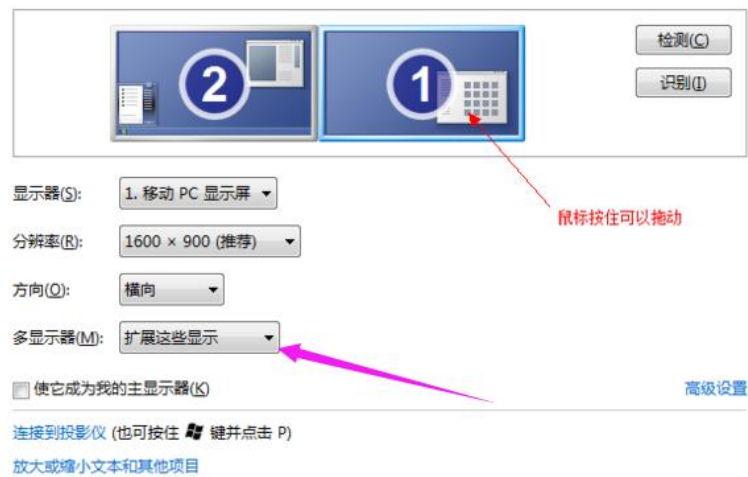 2
1
检测(C)
识别(I)
鼠标按住可以拖动
显示器(S):
1. 移动 PC 显示屏
分辨率(R):
1600 × 900 (推荐)
方向(O):
横向
多显示器(M):
扩展这些显示
使它成为我的主显示器(K)
高级设置
连接到投影仪 (也可按住 键并点击 P)
放大或缩小文本和其他项目